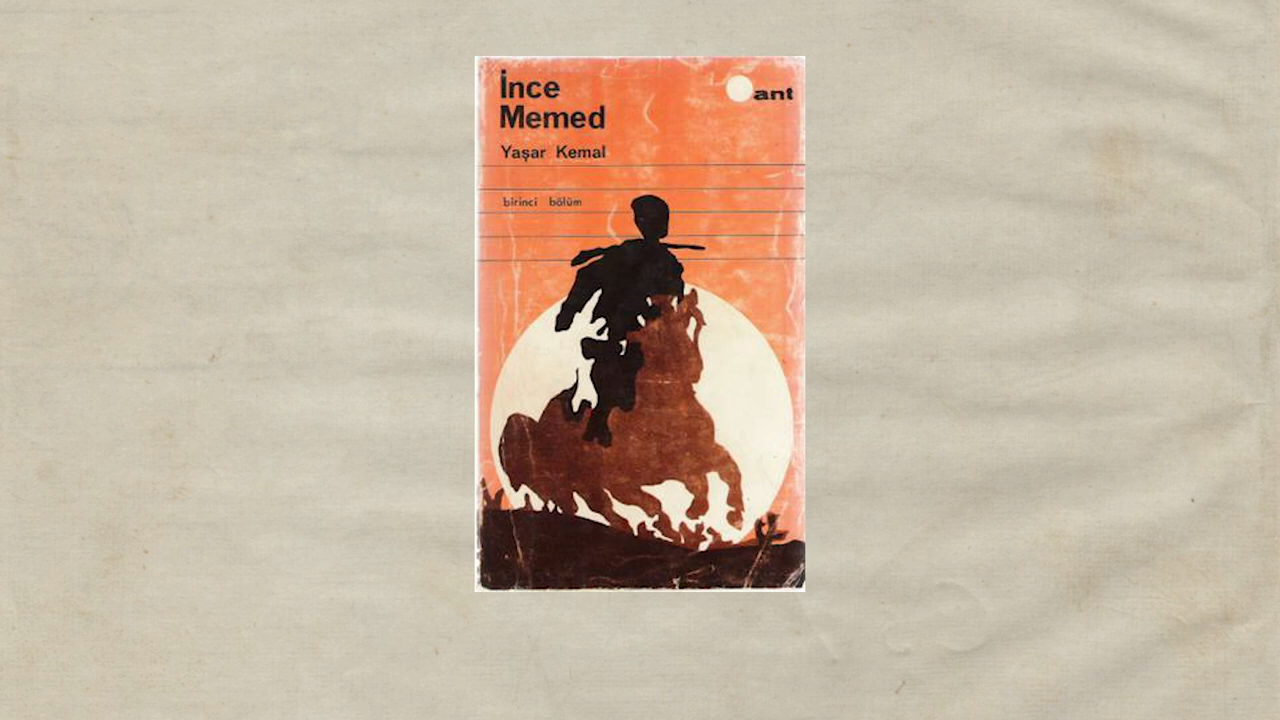 İnce
Memed
ant
Yaşar Kemal
birinci bölüm